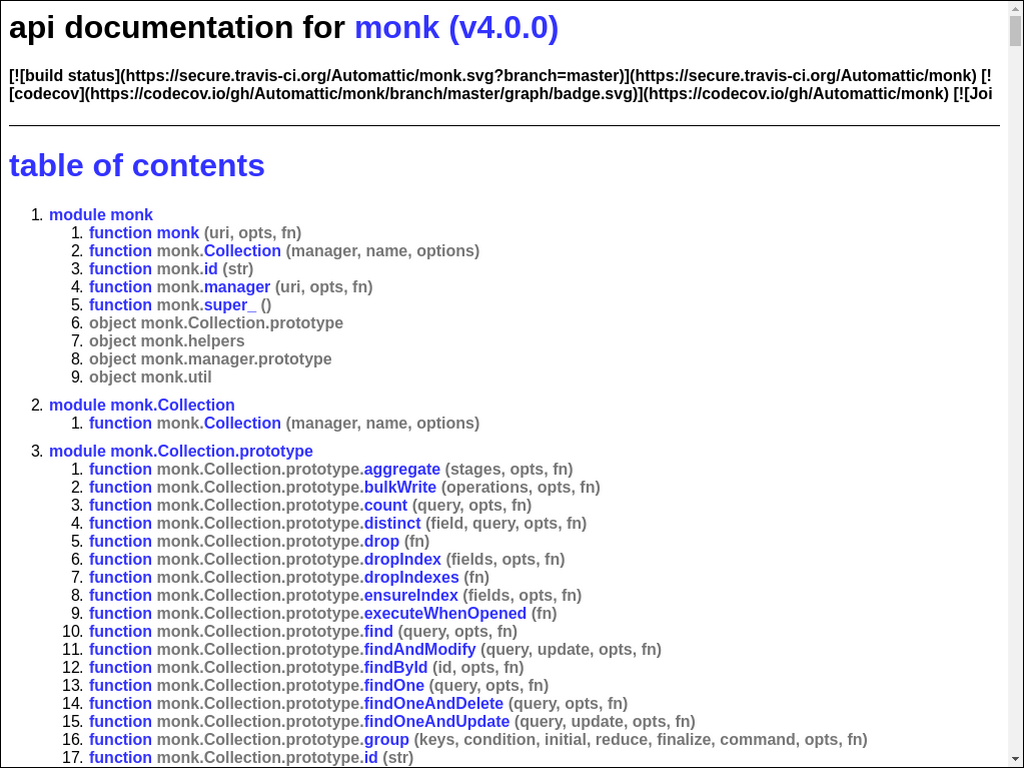 api documentation for monk (v4.0.0)
[![build status](https://secure.travis-ci.org/Automattic/monk.svg?branch=master)](https://secure.travis-ci.org/Automattic/monk) [!
[codecov](https://codecov.io/gh/Automattic/monk/branch/master/graph/badge.svg)](https://codecov.io/gh/Automattic/monk) [![Joi
table of contents
1. module monk
1. function monk (uri, opts, fn)
2. function monk.Collection (manager, name, options)
3. function monk.id (str)
4. function monk.manager (uri, opts, fn)
5. function monk.super_ ()
6. object monk.Collection.prototype
7. object monk.helpers
8. object monk.manager.prototype
9. object monk.util
2. module monk.Collection
1. function monk.Collection (manager, name, options)
3. module monk.Collection.prototype
1. function monk.Collection.prototype.aggregate (stages, opts, fn)
2. function monk.Collection.prototype.bulkWrite (operations, opts, fn)
3. function monk.Collection.prototype.count (query, opts, fn)
4. function monk.Collection.prototype.distinct (field, query, opts, fn)
5. function monk.Collection.prototype.drop (fn)
6. function monk.Collection.prototype.dropIndex (fields, opts, fn)
7. function monk.Collection.prototype.dropIndexes (fn)
8. function monk.Collection.prototype.ensureIndex (fields, opts, fn)
9. function monk.Collection.prototype.executeWhenOpened (fn)
10. function monk.Collection.prototype.find (query, opts, fn)
11. function monk.Collection.prototype.findAndModify (query, update, opts, fn)
12. function monk.Collection.prototype.findById (id, opts, fn)
13. function monk.Collection.prototype.findOne (query, opts, fn)
14. function monk.Collection.prototype.findOneAndDelete (query, opts, fn)
15. function monk.Collection.prototype.findOneAndUpdate (query, update, opts, fn)
16. function monk.Collection.prototype.group (keys, condition, initial, reduce, finalize, command, opts, fn)
17. function monk.Collection.prototype.id (str)